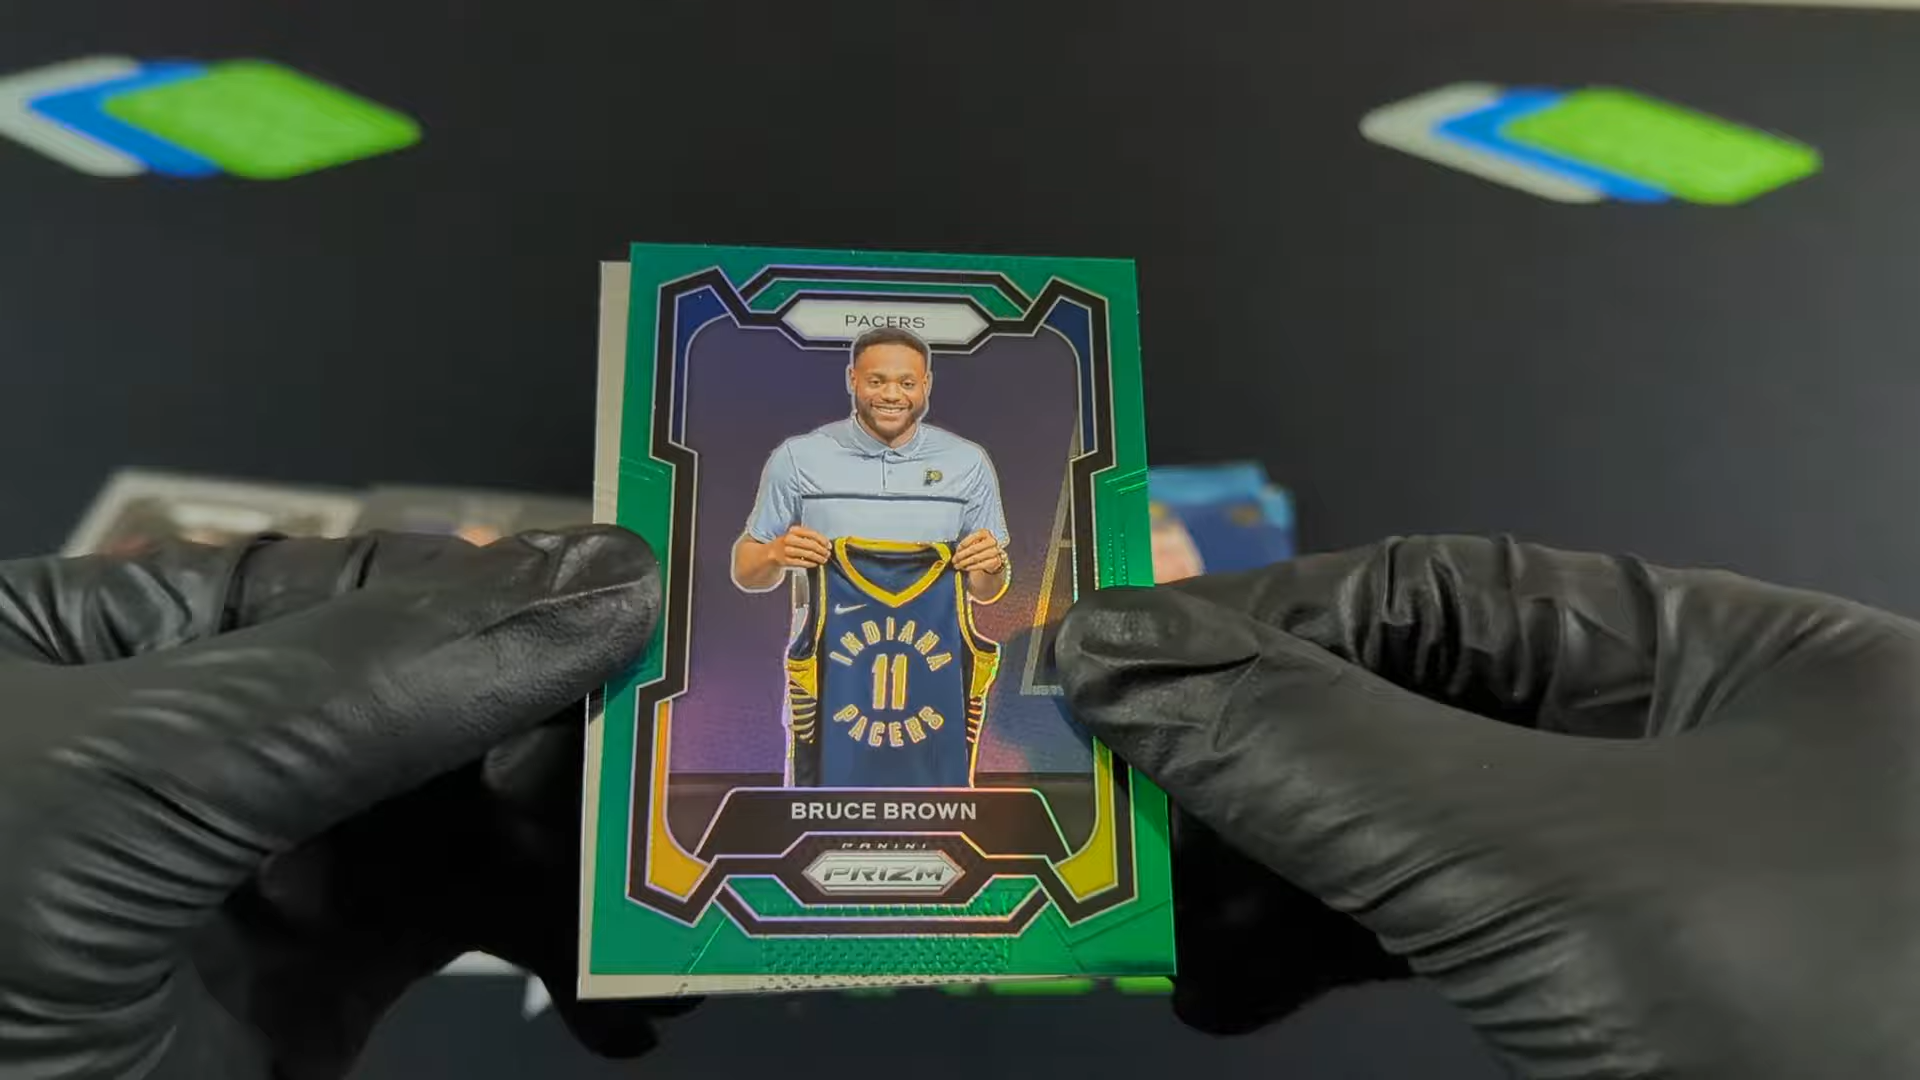 PACERS
INDIANA
11
PACERS
BRUCE BROWN
PANINI
PRIZM